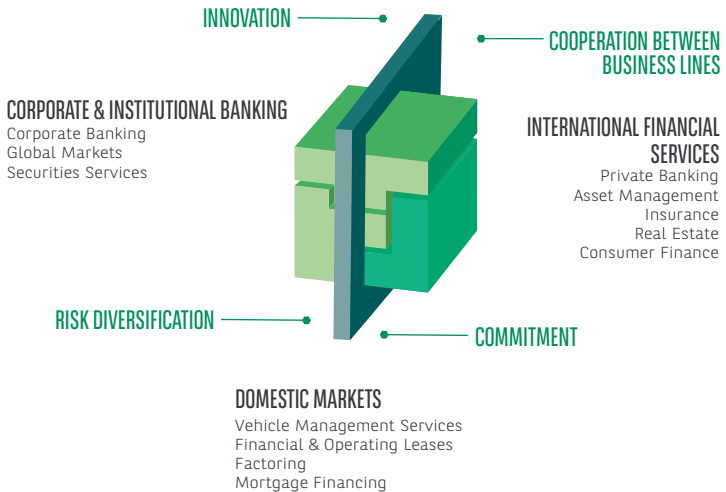 INNOVATION
COOPERATION BETWEEN
BUSINESS LINES
CORPORATE & INSTITUTIONAL BANKING
Corporate Banking
Global Markets
Securities Services
INTERNATIONAL FINANCIAL
SERVICES
Private Banking
Asset Management
Insurance
Real Estate
Consumer Finance
RISK DIVERSIFICATION
COMMITMENT
DOMESTIC MARKETS
Vehicle Management Services
Financial & Operating Leases
Factoring
Mortgage Financing